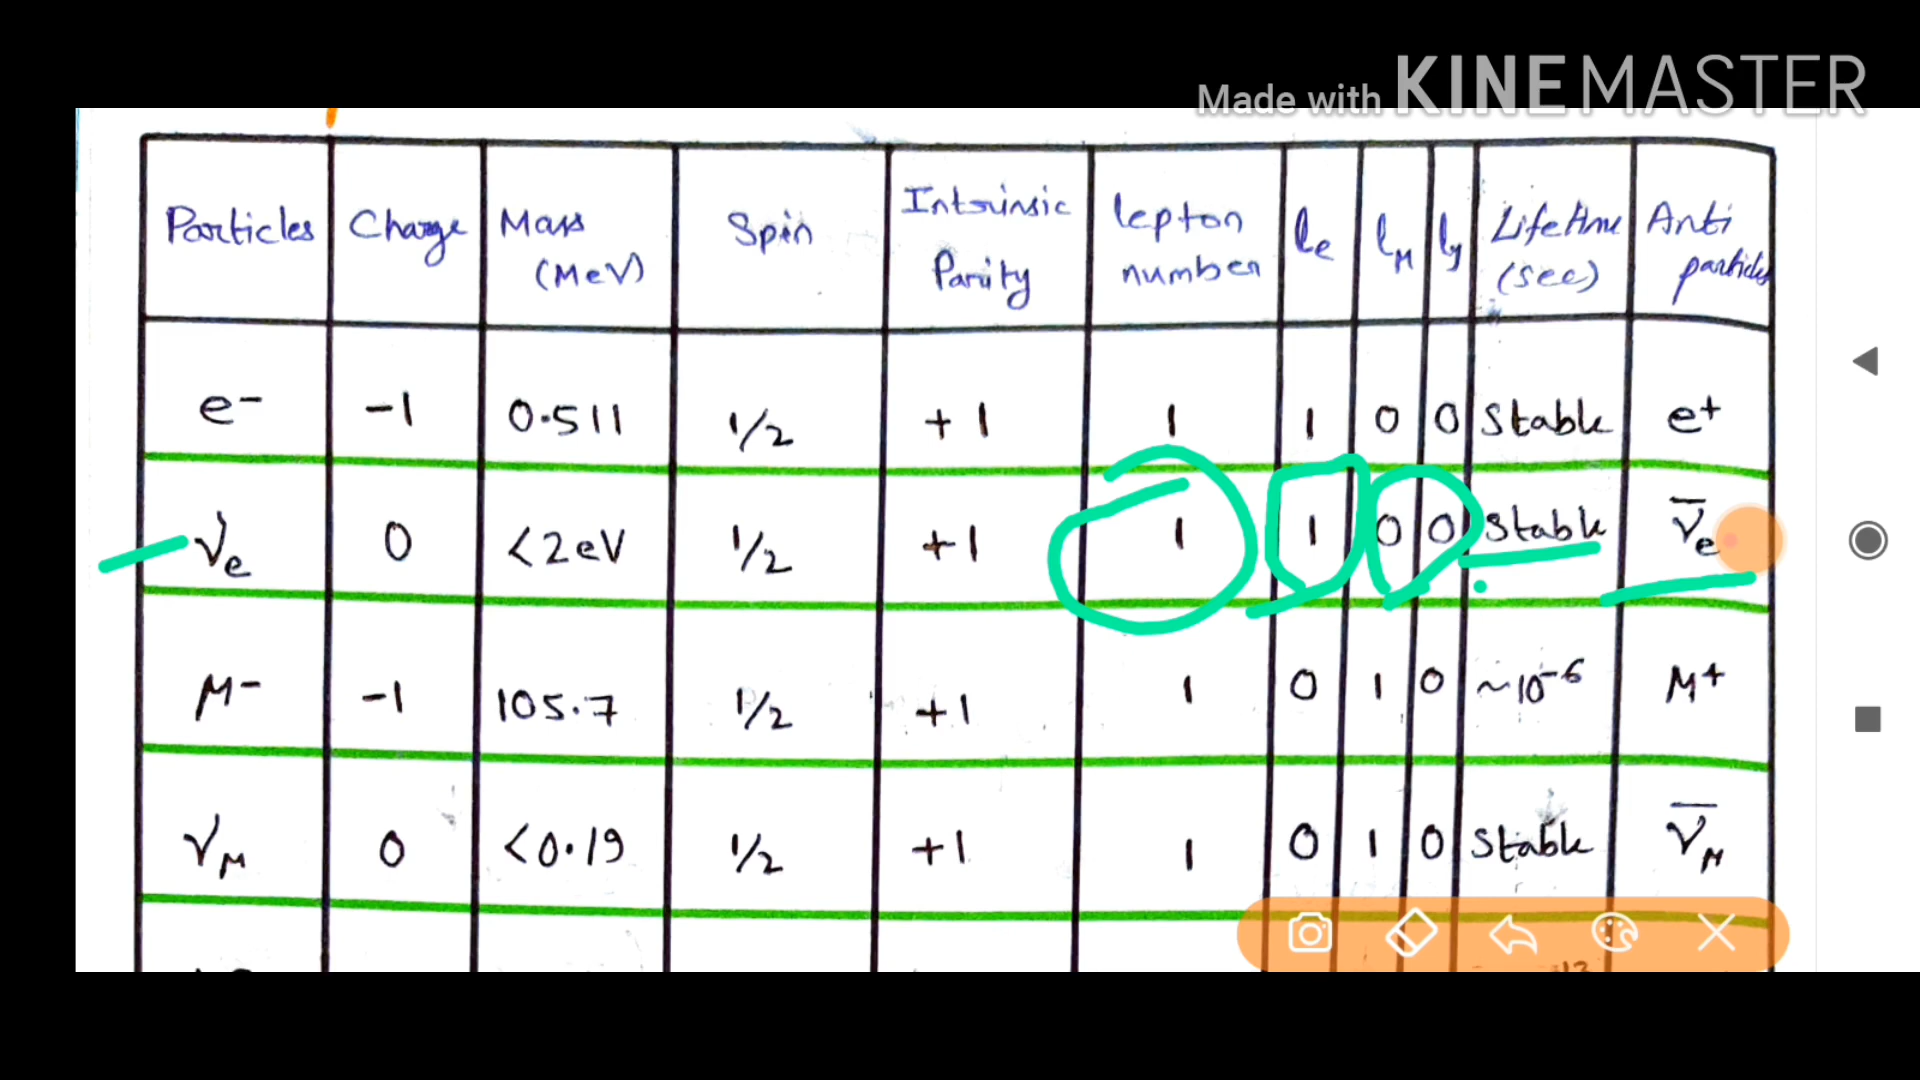 Made with KINEMASTER
Particles Charge Mass (MeV) Spin Intrinsic Parity lepton number le lμ Lifetime (sec) Anti particles
e- -1 0.511 1/2 +1 1 1 0 0 Stable e+
νe 0 <2eV 1/2 +1 1 1 0 0 Stable ν̅e
μ- -1 105.7 1/2 +1 1 0 1 0 ~10-6 μ+
νμ 0 <0.19 1/2 +1 1 0 1 0 Stable ν̅μ